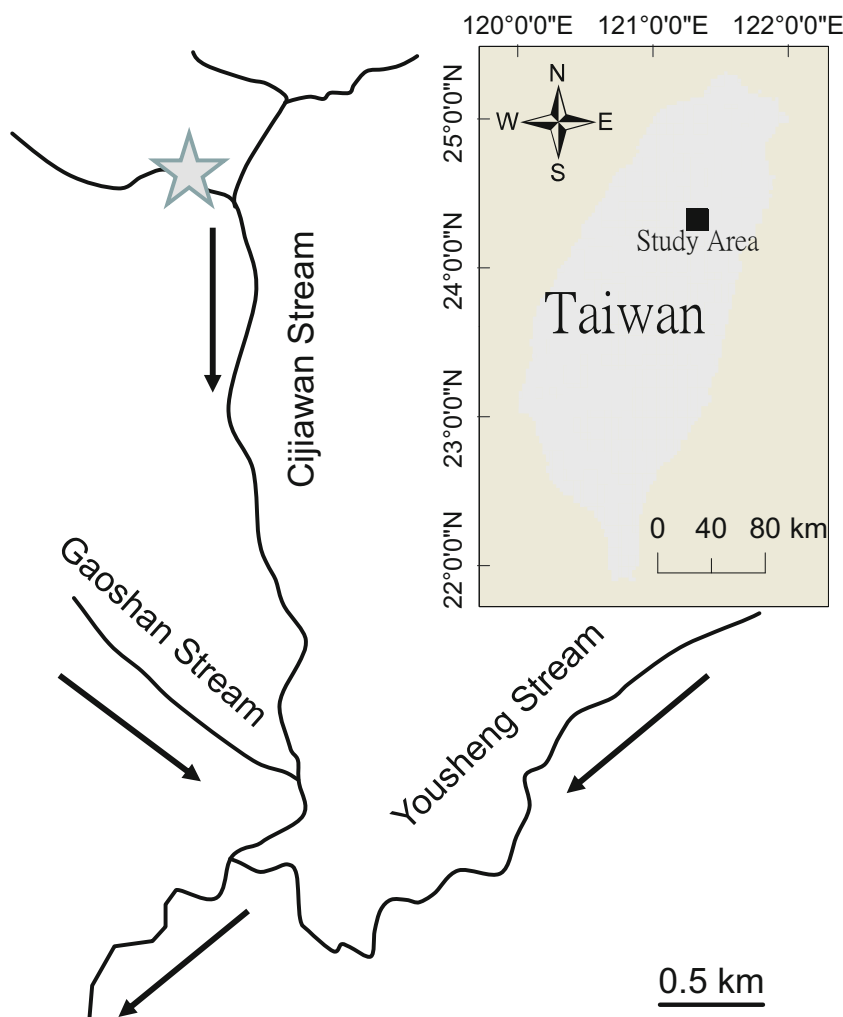 120°0'0"E 121°0'0"E 122°0'0"E
25°0'0"N
24°0'0"N
23°0'0"N
22°0'0"N
N
W E
S
Study Area
Taiwan
0 40 80 km
Cijiawan Stream
Gaoshan Stream
Yousheng Stream
0.5 km